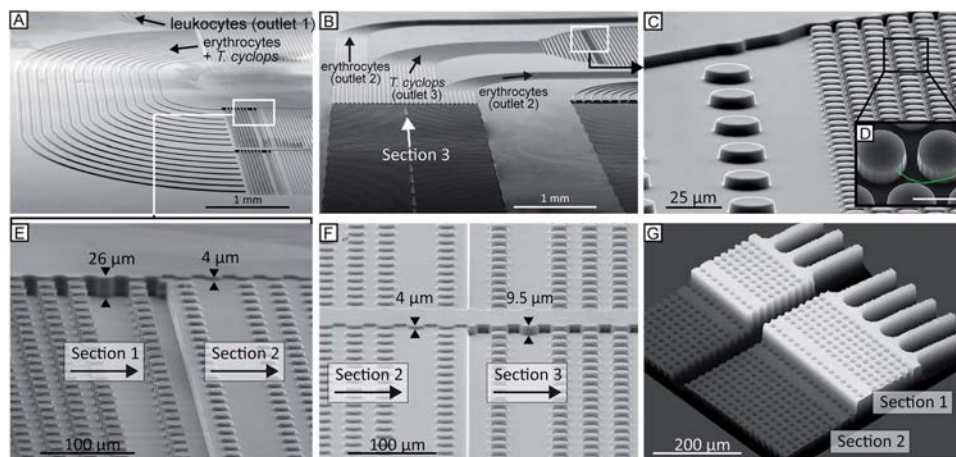 A
leukocytes (outlet 1)
erythrocytes
+ T. cyclops
1 mm
B
erythrocytes
(outlet 2)
T. cyclops
(outlet 3)
erythrocytes
(outlet 2)
Section 3
1 mm
C
D
25 µm
E
26 µm
4 µm
Section 1
Section 2
100 µm
F
4 µm
9.5 µm
Section 2
Section 3
100 µm
G
Section 1
Section 2
200 µm